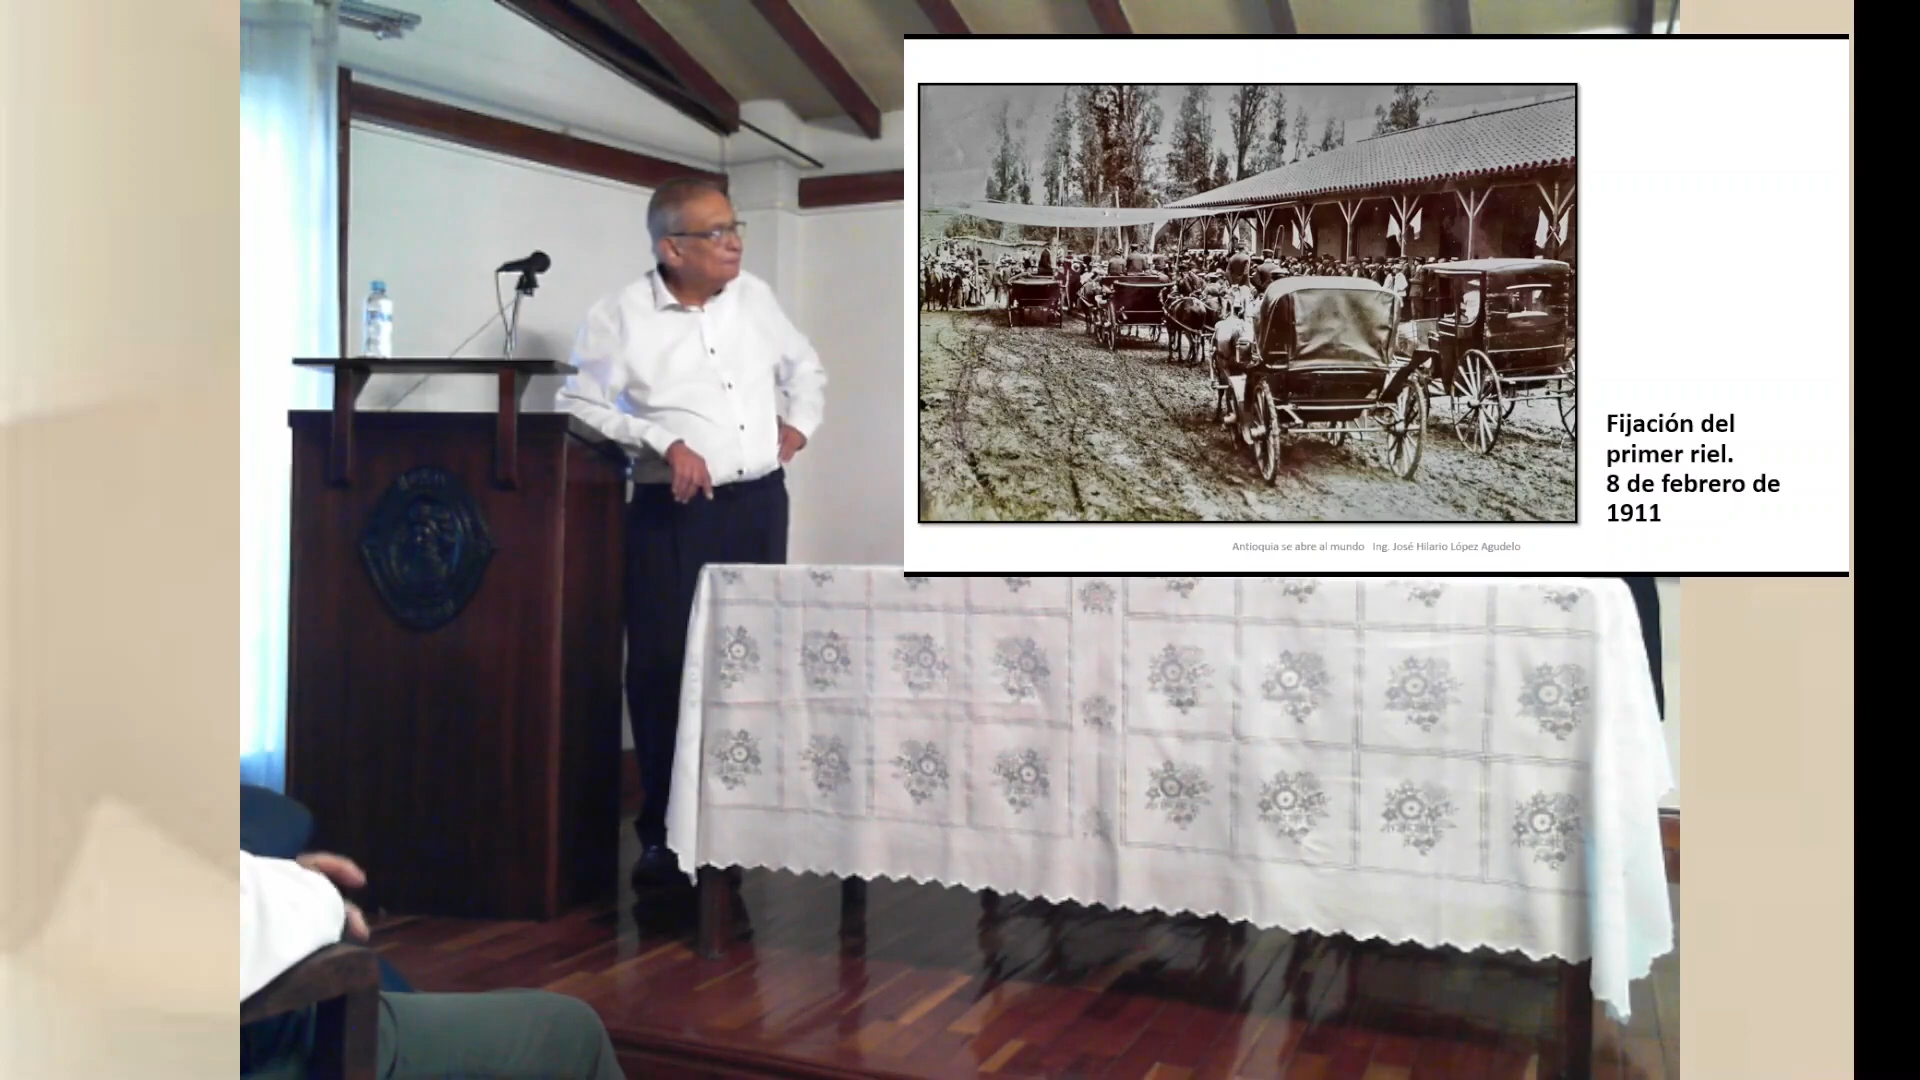 Fijación del
primer riel.
8 de febrero de
1911
Antioquia se abre al mundo Ing. José Hilario López Agudelo